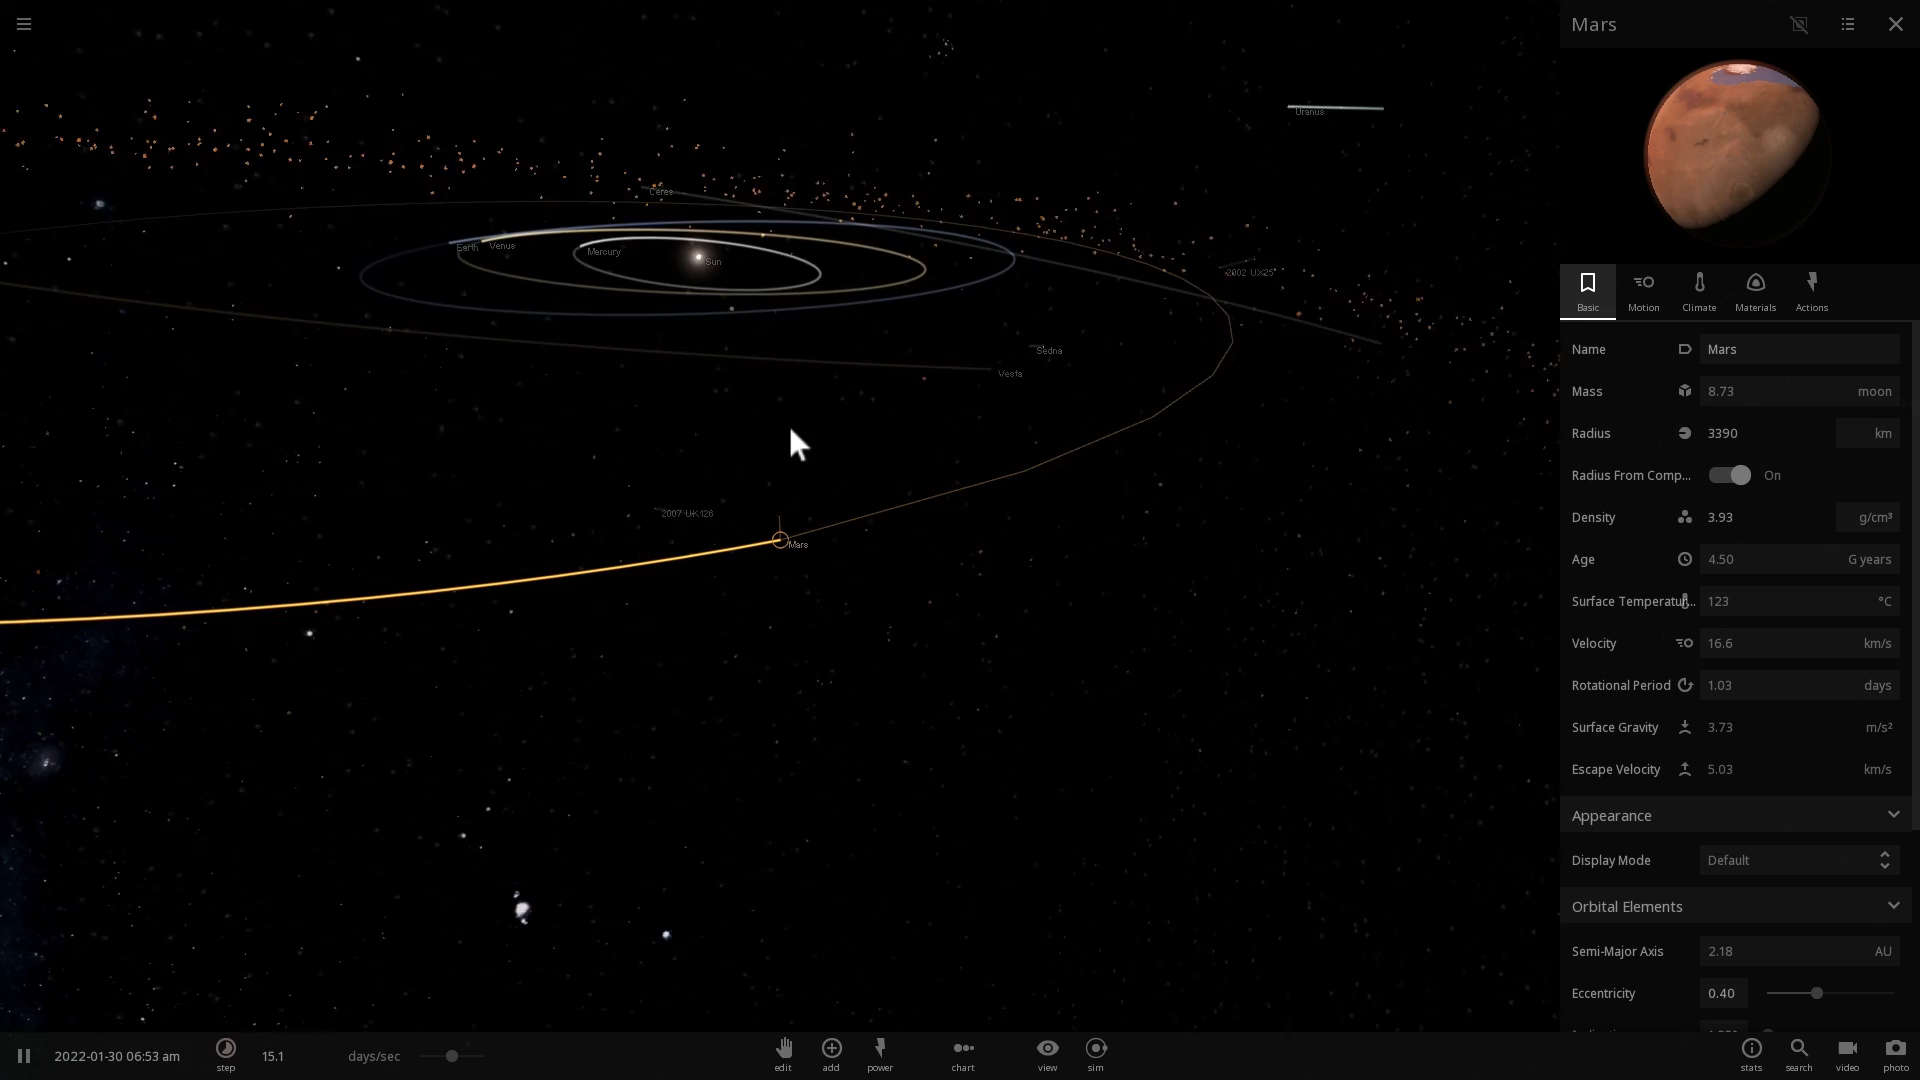 Mars
Uranus
Ceres
Earth
Venus
Mercury
Sun
2002 UX25
Sedna
Vesta
2007 UK126
Mars
Basic
Motion
Climate
Materials
Actions
Name Mars
Mass 8.73 moon
Radius 3390 km
Radius From Comp... On
Density 3.93 g/cm³
Age 4.50 G years
Surface Temperatur... 123 °C
Velocity 16.6 km/s
Rotational Period 1.03 days
Surface Gravity 3.73 m/s²
Escape Velocity 5.03 km/s
Appearance
Display Mode Default
Orbital Elements
Semi-Major Axis 2.18 AU
Eccentricity 0.40
2022-01-30 06:53 am
step
15.1 days/sec
edit
add
power
chart
view
sim
stats
search
video
photo